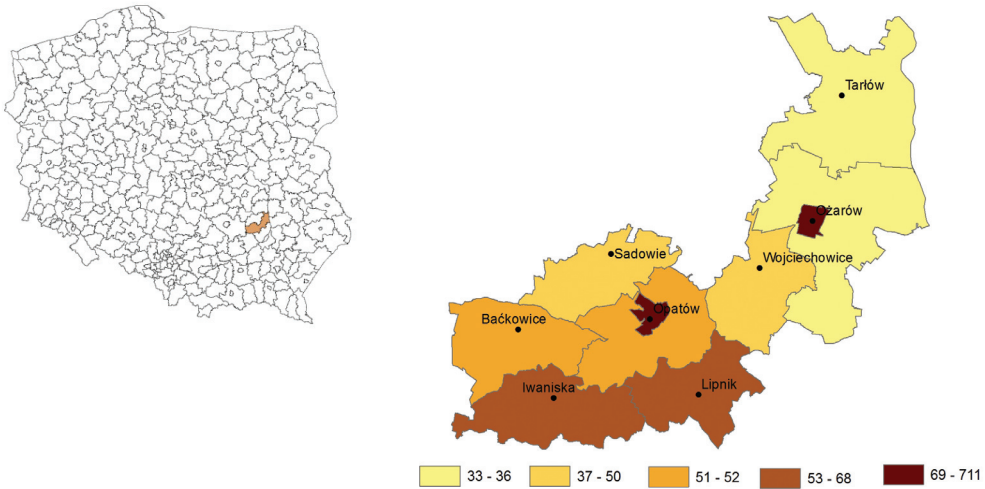 Tarłów
Ożarów
Wojciechowice
Sadowie
Opatów
Baćkowice
Iwaniska
Lipnik
33 - 36 37 - 50 51 - 52 53 - 68 69 - 711